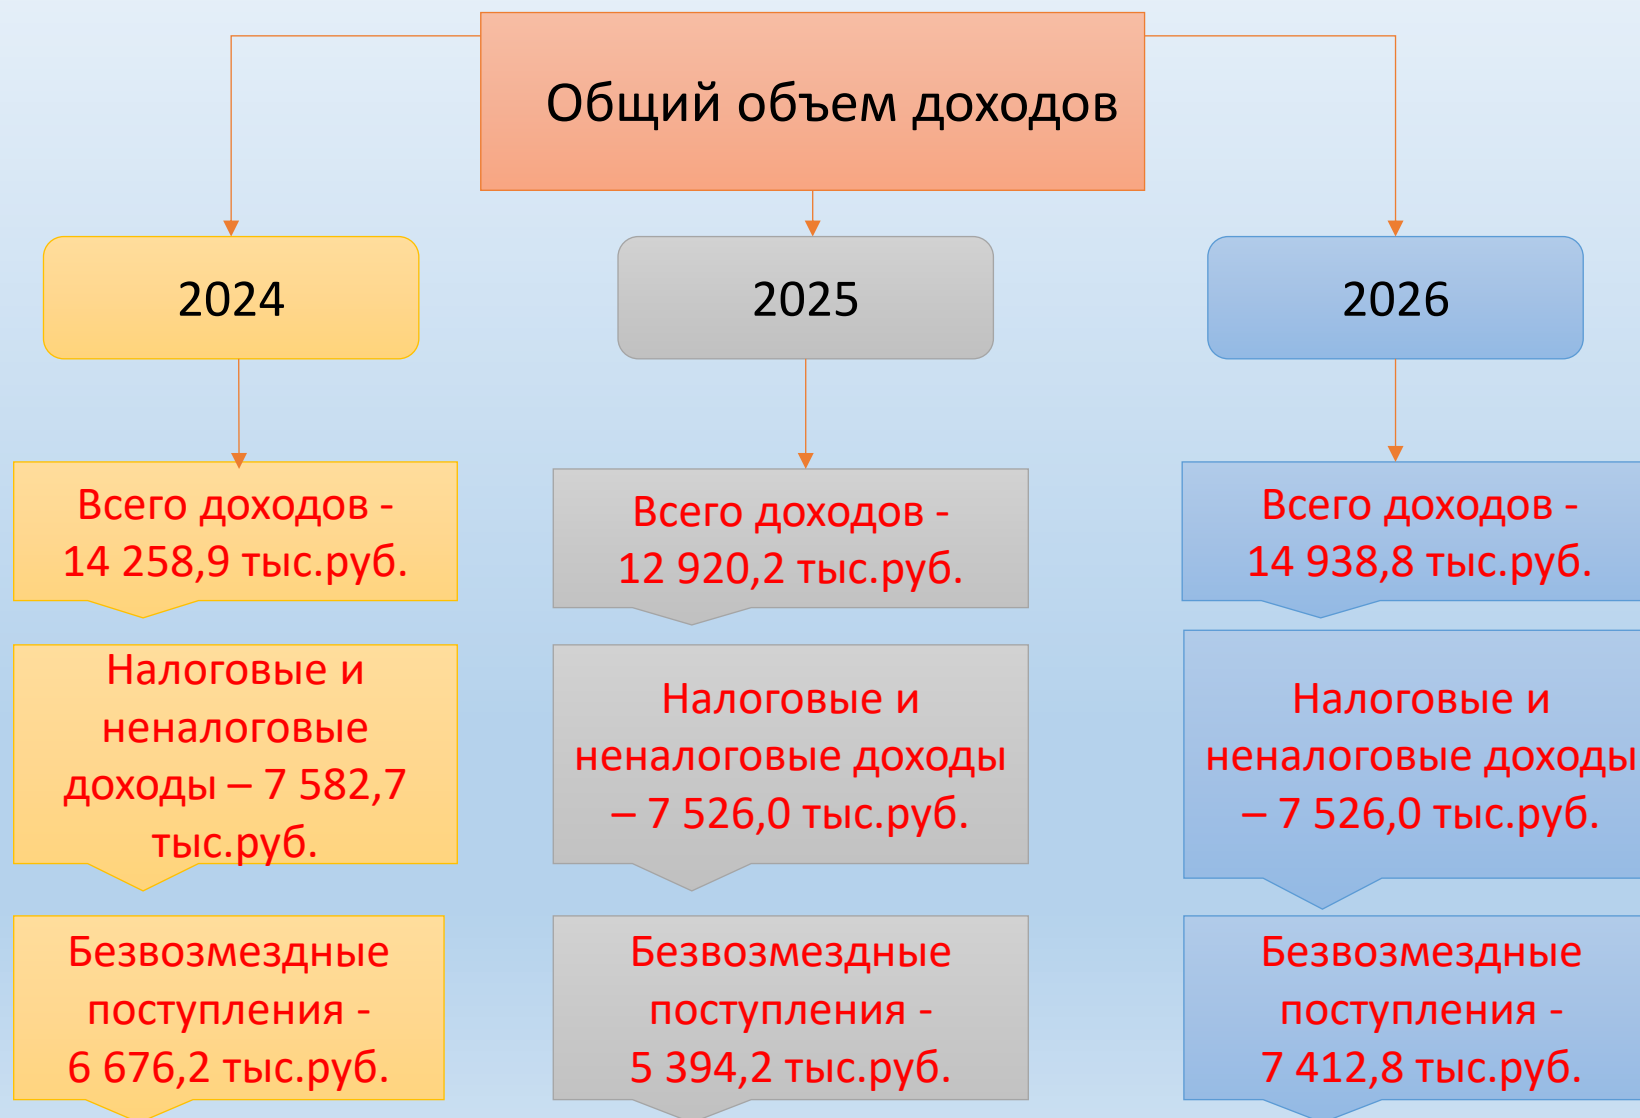 Общий объем доходов
2024
2025
2026
Всего доходов -
14 258,9 тыс.руб.
Всего доходов -
12 920,2 тыс.руб.
Всего доходов -
14 938,8 тыс.руб.
Налоговые и
неналоговые
доходы – 7 582,7
тыс.руб.
Налоговые и
неналоговые доходы
– 7 526,0 тыс.руб.
Налоговые и
неналоговые доходы
– 7 526,0 тыс.руб.
Безвозмездные
поступления -
6 676,2 тыс.руб.
Безвозмездные
поступления -
5 394,2 тыс.руб.
Безвозмездные
поступления -
7 412,8 тыс.руб.